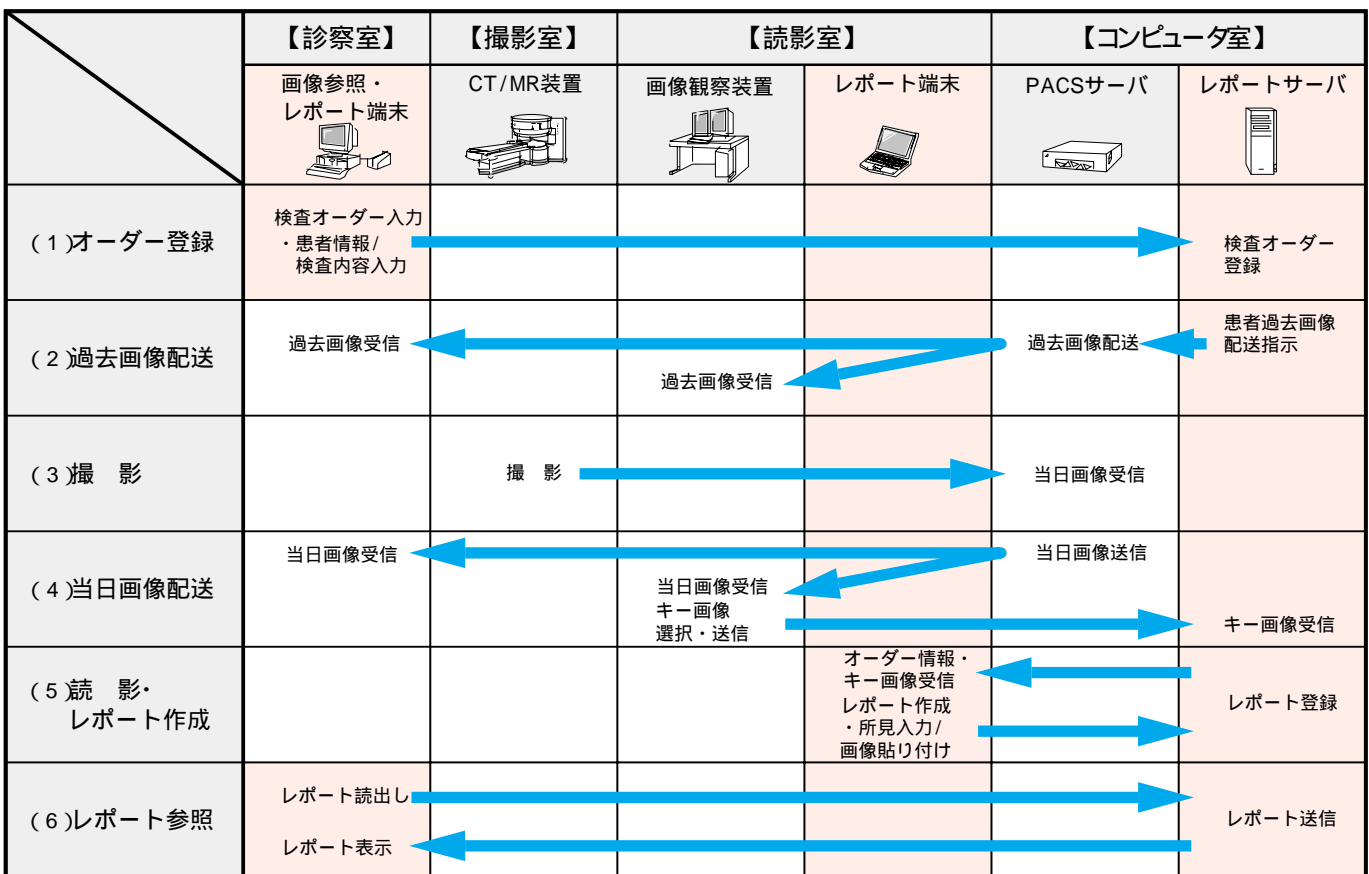 【診察室】
【撮影室】
【読影室】
【コンピュータ室】
画像参照・
レポート端末
CT/MR装置
画像観察装置
レポート端末
PACSサーバ
レポートサーバ
(1)オーダー登録
検査オーダー入力
・患者情報/
検査内容入力
検査オーダー
登録
(2)過去画像配送
過去画像受信
過去画像受信
過去画像配送
患者過去画像
配送指示
(3)撮　影
撮　影
当日画像受信
(4)当日画像配送
当日画像受信
当日画像受信
キー画像
選択・送信
当日画像送信
キー画像受信
(5)読　影・
レポート作成
オーダー情報・
キー画像受信
レポート作成
・所見入力/
画像貼り付け
レポート登録
(6)レポート参照
レポート読出し
レポート表示
レポート送信